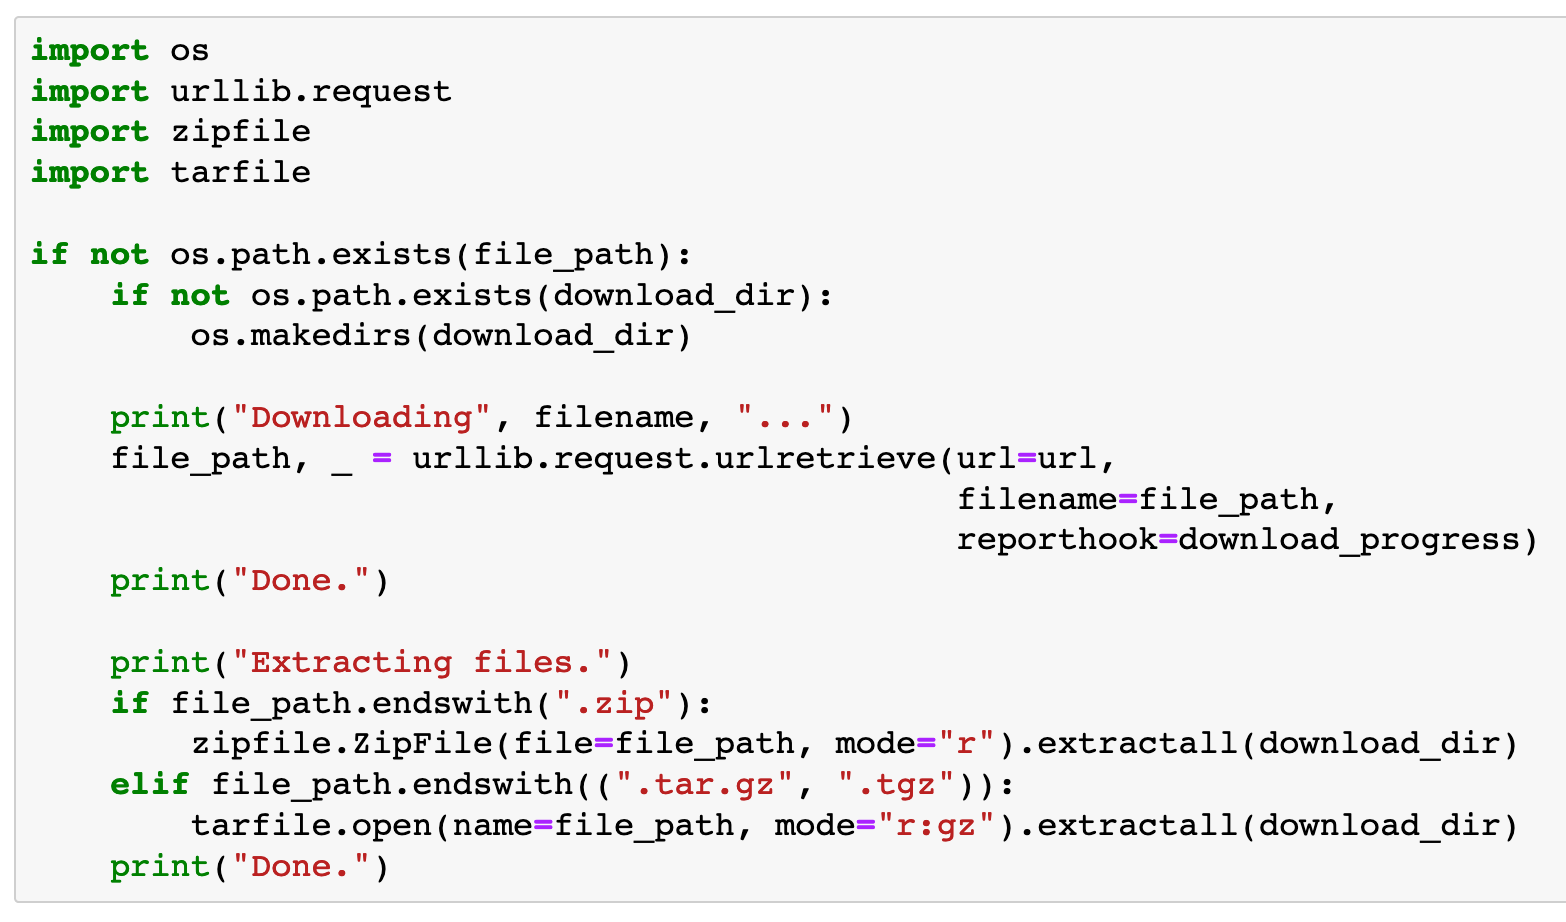 import os
import urllib.request
import zipfile
import tarfile

if not os.path.exists(file_path):
    if not os.path.exists(download_dir):
        os.makedirs(download_dir)

    print("Downloading", filename, "...")
    file_path, _ = urllib.request.urlretrieve(url=url,
                                              filename=file_path,
                                              reporthook=download_progress)
    print("Done.")

    print("Extracting files.")
    if file_path.endswith(".zip"):
        zipfile.ZipFile(file=file_path, mode="r").extractall(download_dir)
    elif file_path.endswith((".tar.gz", ".tgz")):
        tarfile.open(name=file_path, mode="r:gz").extractall(download_dir)
    print("Done.")